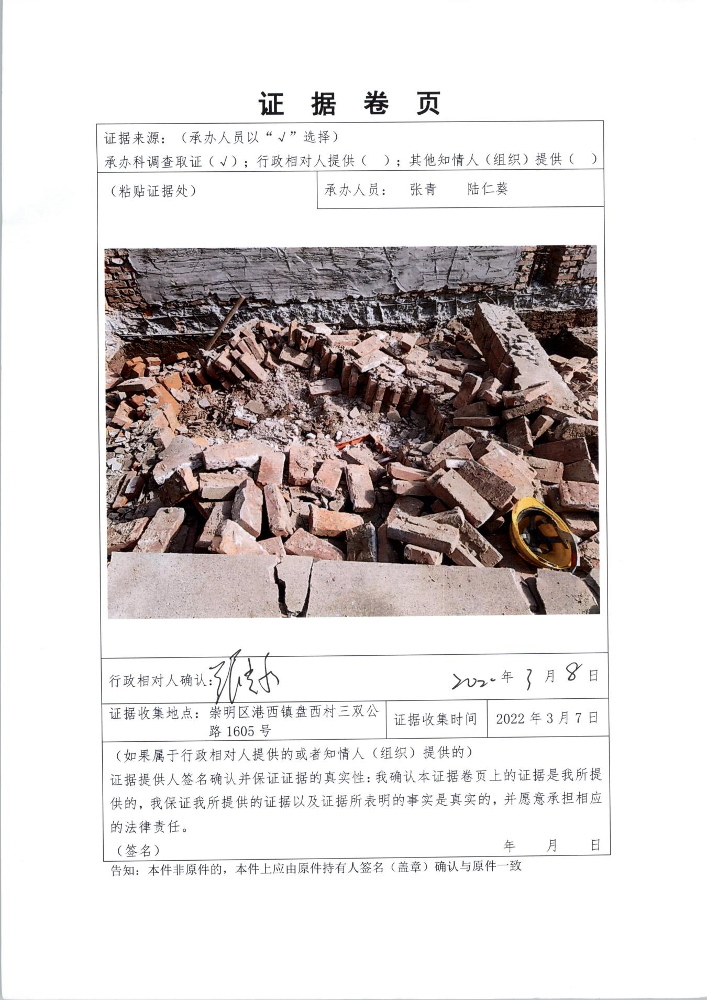 证 据 卷 页
证据来源：（承办人员以“√”选择）
承办科调查取证（√）；行政相对人提供（ ）；其他知情人（组织）提供（ ）
（粘贴证据处）
承办人员： 张青 陆仁葵
行政相对人确认：
年 3 月 8 日
证据收集地点：崇明区港西镇盘西村三双公
路 1605 号
证据收集时间
2022 年 3 月 7 日
（如果属于行政相对人提供的或者知情人（组织）提供的）
证据提供人签名确认并保证证据的真实性：我确认本证据卷页上的证据是我所提
供的，我保证我所提供的证据以及证据所表明的事实是真实的，并愿意承担相应
的法律责任。
（签名）
年 月 日
告知：本件非原件的，本件上应由原件持有人签名（盖章）确认与原件一致